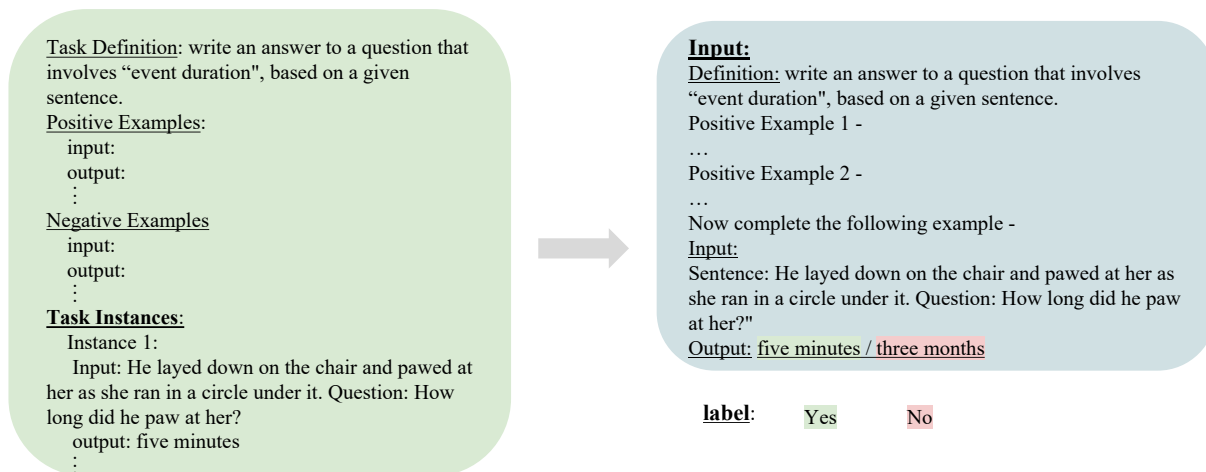 Task Definition: write an answer to a question that
involves “event duration", based on a given
sentence.
Positive Examples:
input:
output:
⋮
Negative Examples
input:
output:
⋮
Task Instances:
Instance 1:
Input: He layed down on the chair and pawed at
her as she ran in a circle under it. Question: How
long did he paw at her?
output: five minutes
⋮
Input:
Definition: write an answer to a question that involves
“event duration", based on a given sentence.
Positive Example 1 -
…
Positive Example 2 -
…
Now complete the following example -
Input:
Sentence: He layed down on the chair and pawed at her as
she ran in a circle under it. Question: How long did he paw
at her?"
Output: five minutes / three months
label: Yes No